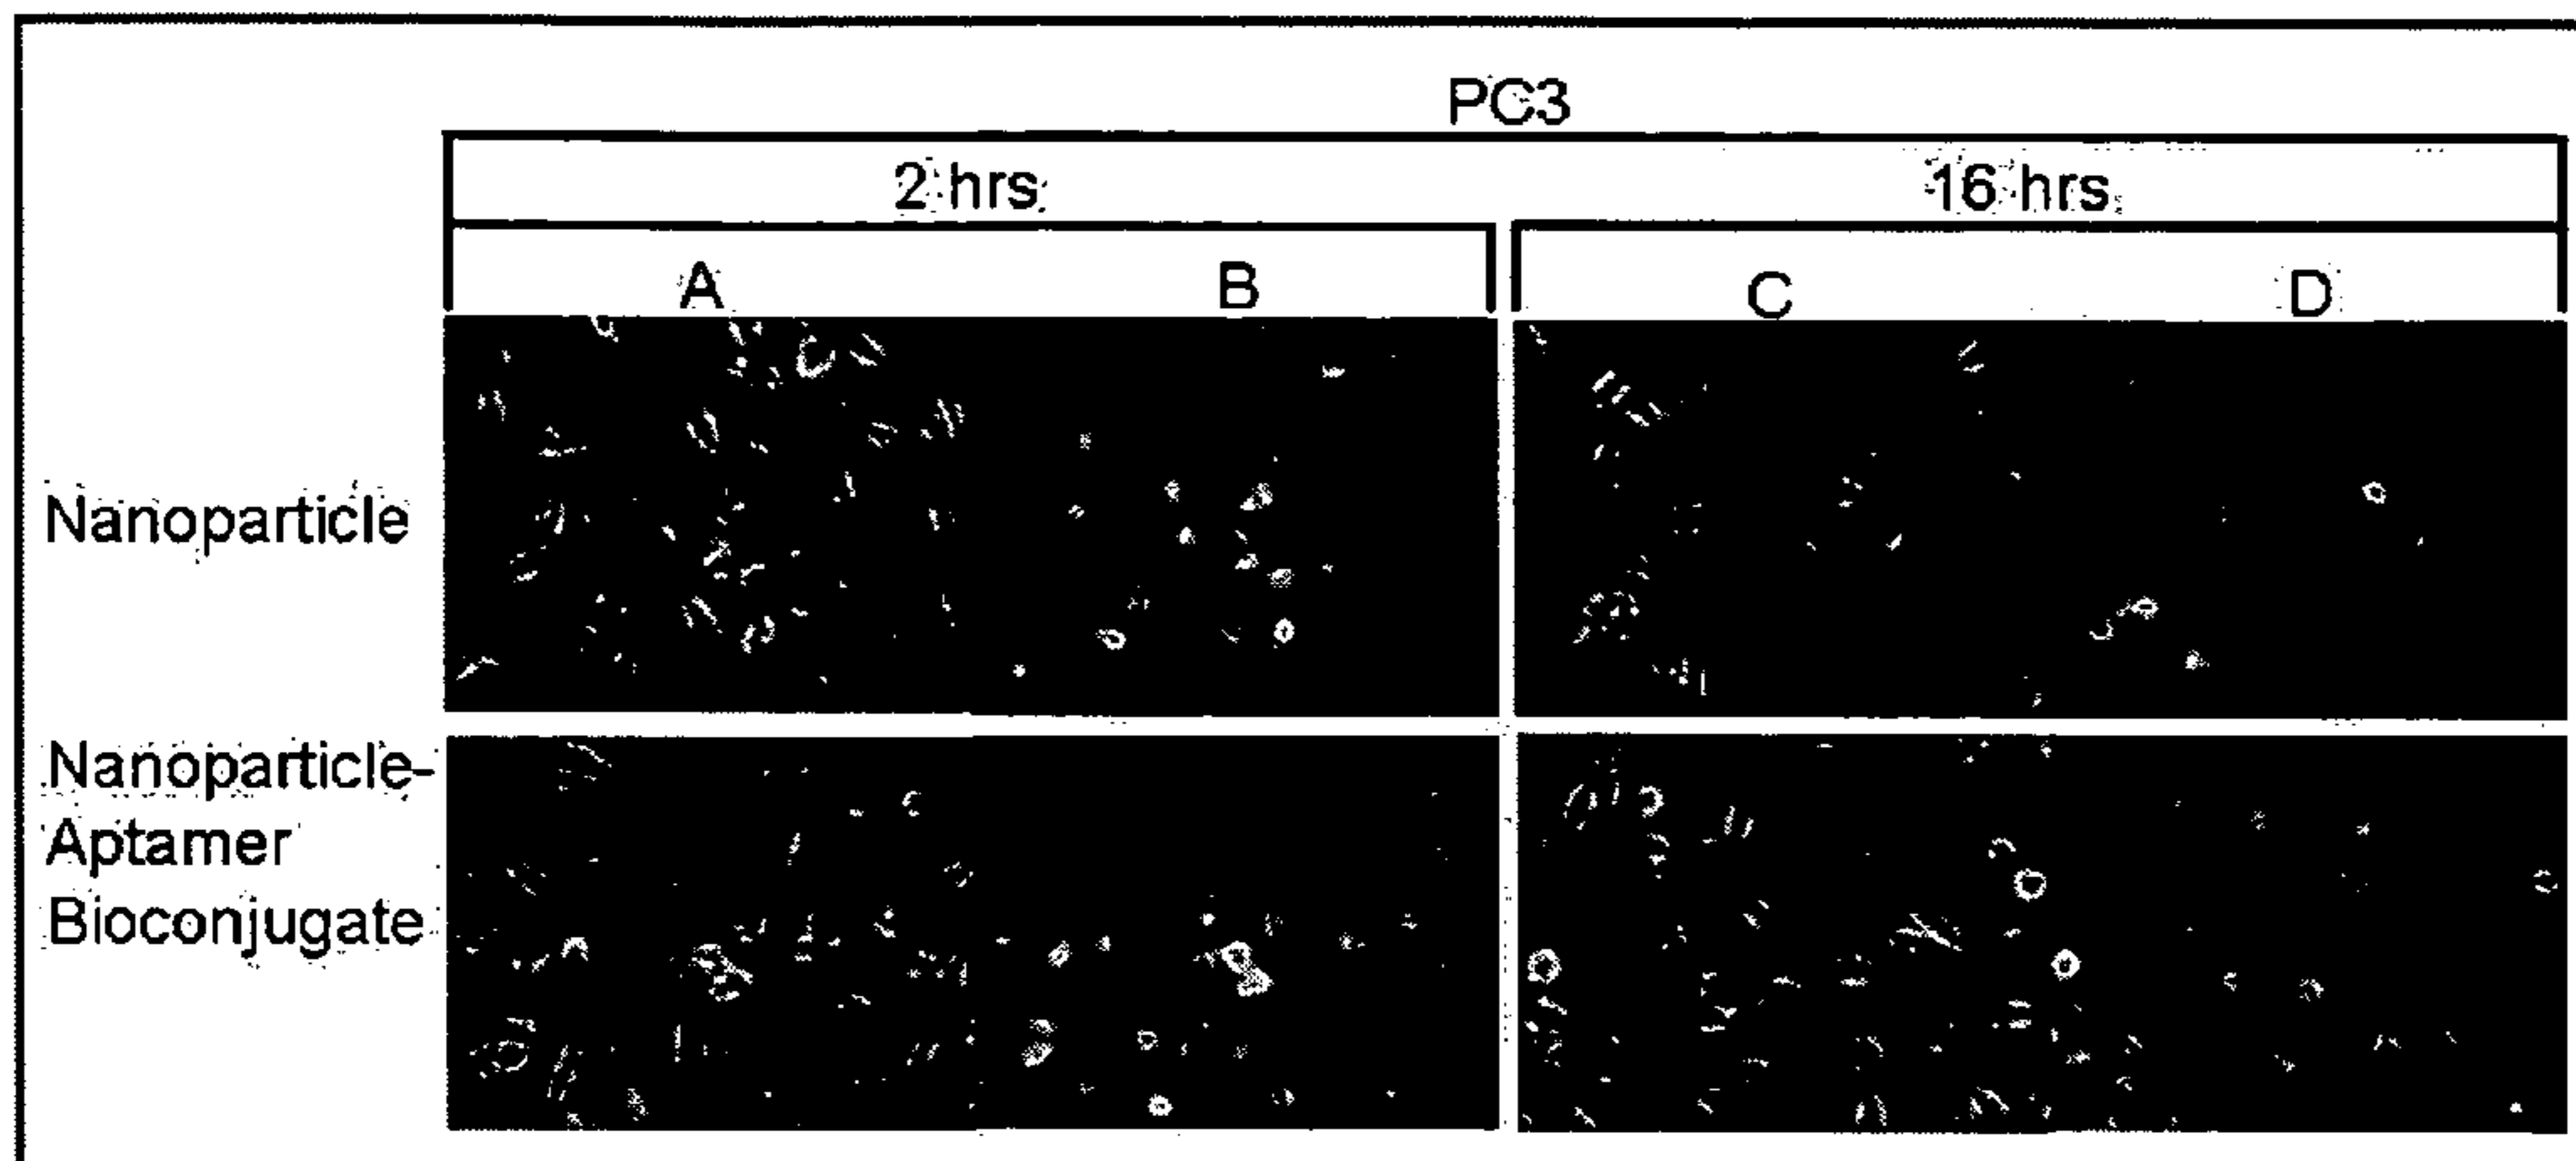 PC3
2 hrs
16 hrs
A
B
C
D
Nanoparticle
Nanoparticle-
Aptamer
Bioconjugate